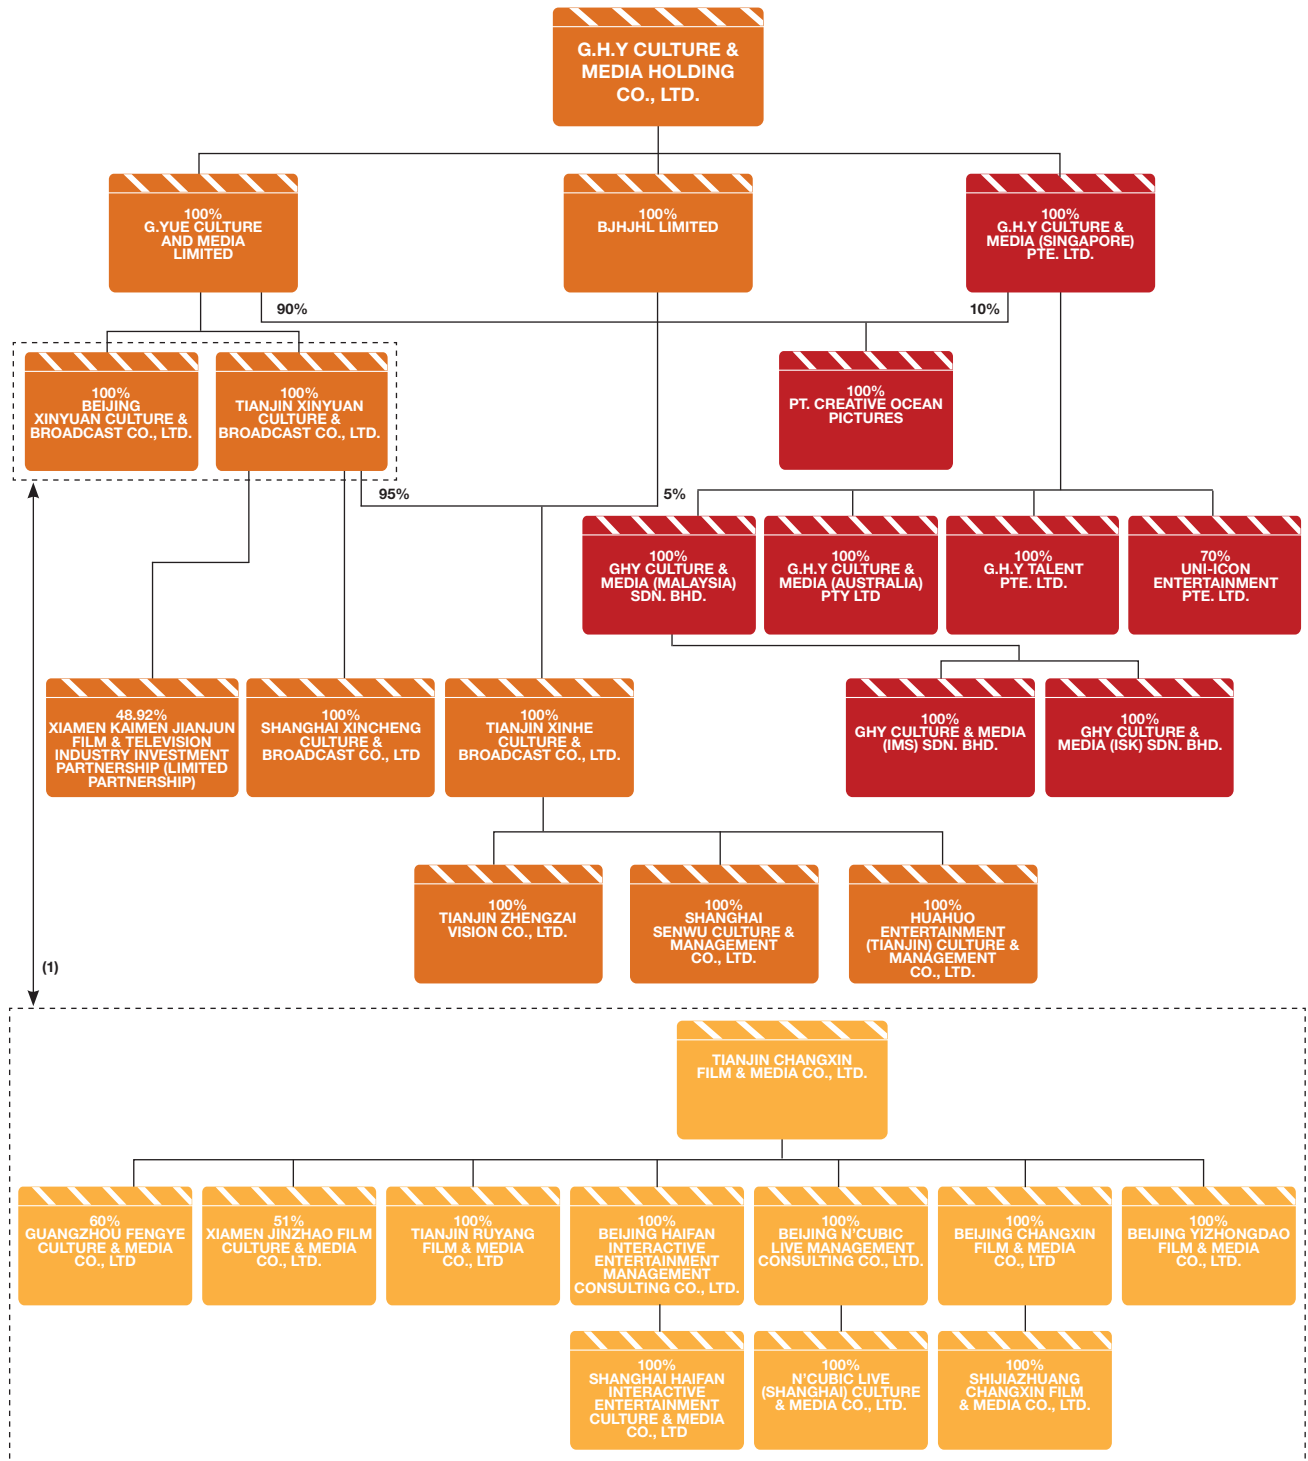 G.H.Y CULTURE &
MEDIA HOLDING
CO., LTD.
100%
G.YUE CULTURE
AND MEDIA
LIMITED
100%
BJHJHL LIMITED
100%
G.H.Y CULTURE &
MEDIA (SINGAPORE)
PTE. LTD.
90%
10%
100%
BEIJING
XINYUAN CULTURE &
BROADCAST CO., LTD.
100%
TIANJIN XINYUAN
CULTURE &
BROADCAST CO., LTD.
100%
PT. CREATIVE OCEAN
PICTURES
95%
5%
100%
GHY CULTURE &
MEDIA (MALAYSIA)
SDN. BHD.
100%
G.H.Y CULTURE &
MEDIA (AUSTRALIA)
PTY LTD
100%
G.H.Y TALENT
PTE. LTD.
70%
UNI-ICON
ENTERTAINMENT
PTE. LTD.
48.92%
XIAMEN KAIMEN JIANJUN
FILM & TELEVISION
INDUSTRY INVESTMENT
PARTNERSHIP (LIMITED
PARTNERSHIP)
100%
SHANGHAI XINCHENG
CULTURE &
BROADCAST CO., LTD
100%
TIANJIN XINHE
CULTURE &
BROADCAST CO., LTD.
100%
GHY CULTURE & MEDIA
(IMS) SDN. BHD.
100%
GHY CULTURE &
MEDIA (ISK) SDN. BHD.
100%
TIANJIN ZHENGZAI
VISION CO., LTD.
100%
SHANGHAI
SENWU CULTURE &
MANAGEMENT
CO., LTD.
100%
HUAHUO
ENTERTAINMENT
(TIANJIN) CULTURE &
MANAGEMENT
CO., LTD.
(1)
TIANJIN CHANGXIN
FILM & MEDIA CO., LTD.
60%
GUANGZHOU FENGYE
CULTURE & MEDIA
CO., LTD
51%
XIAMEN JINZHAO FILM
CULTURE & MEDIA
CO., LTD.
100%
TIANJIN RUYANG
FILM & MEDIA
CO., LTD
100%
BEIJING HAIFAN
INTERACTIVE
ENTERTAINMENT
MANAGEMENT
CONSULTING CO., LTD.
100%
BEIJING N'CUBIC
LIVE MANAGEMENT
CONSULTING CO., LTD.
100%
BEIJING CHANGXIN
FILM & MEDIA
CO., LTD
100%
BEIJING YIZHONGDAO
FILM & MEDIA
CO., LTD.
100%
SHANGHAI HAIFAN
INTERACTIVE
ENTERTAINMENT
CULTURE & MEDIA
CO., LTD
100%
N'CUBIC LIVE
(SHANGHAI) CULTURE
& MEDIA CO., LTD.
100%
SHIJIAZHUANG
CHANGXIN FILM
& MEDIA CO., LTD.